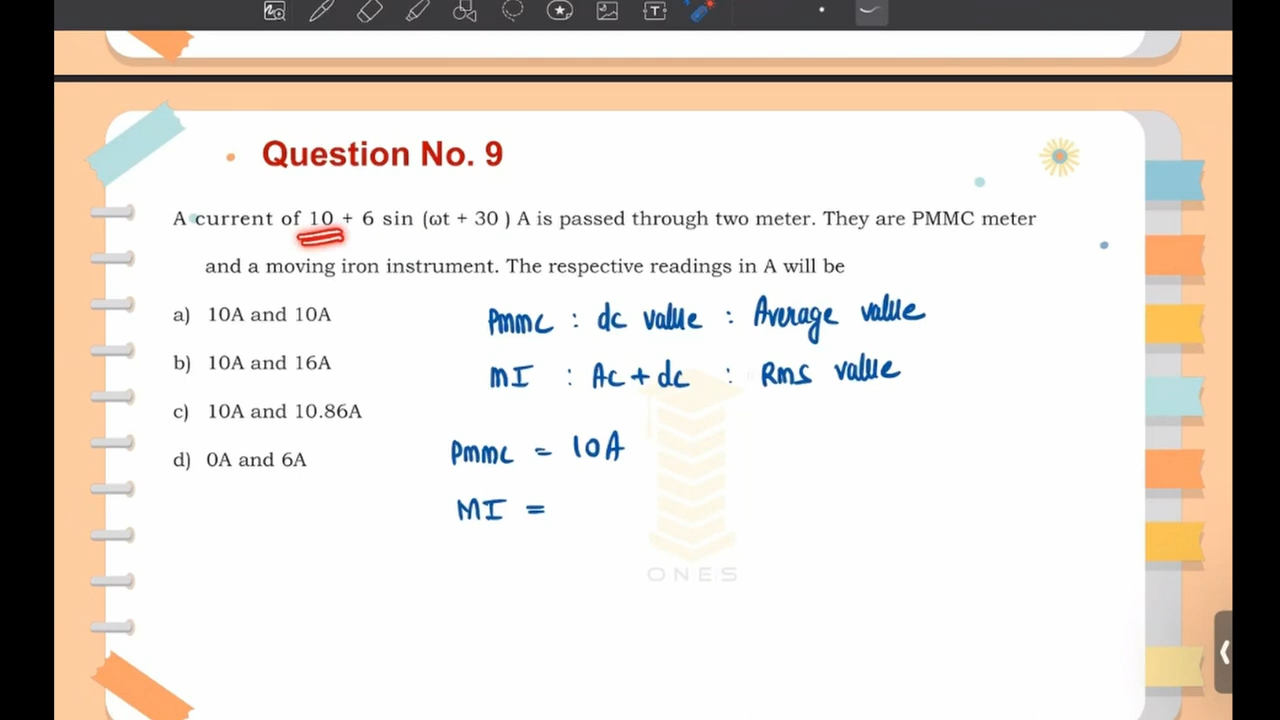 Question No. 9
A current of 10 + 6 sin (ωt + 30 ) A is passed through two meter. They are PMMC meter
and a moving iron instrument. The respective readings in A will be
a) 10A and 10A
b) 10A and 16A
c) 10A and 10.86A
d) 0A and 6A
PMMC : dc value : Average value
MI : AC + dc : Rms value
PMMC = 10A
MI =
ONES